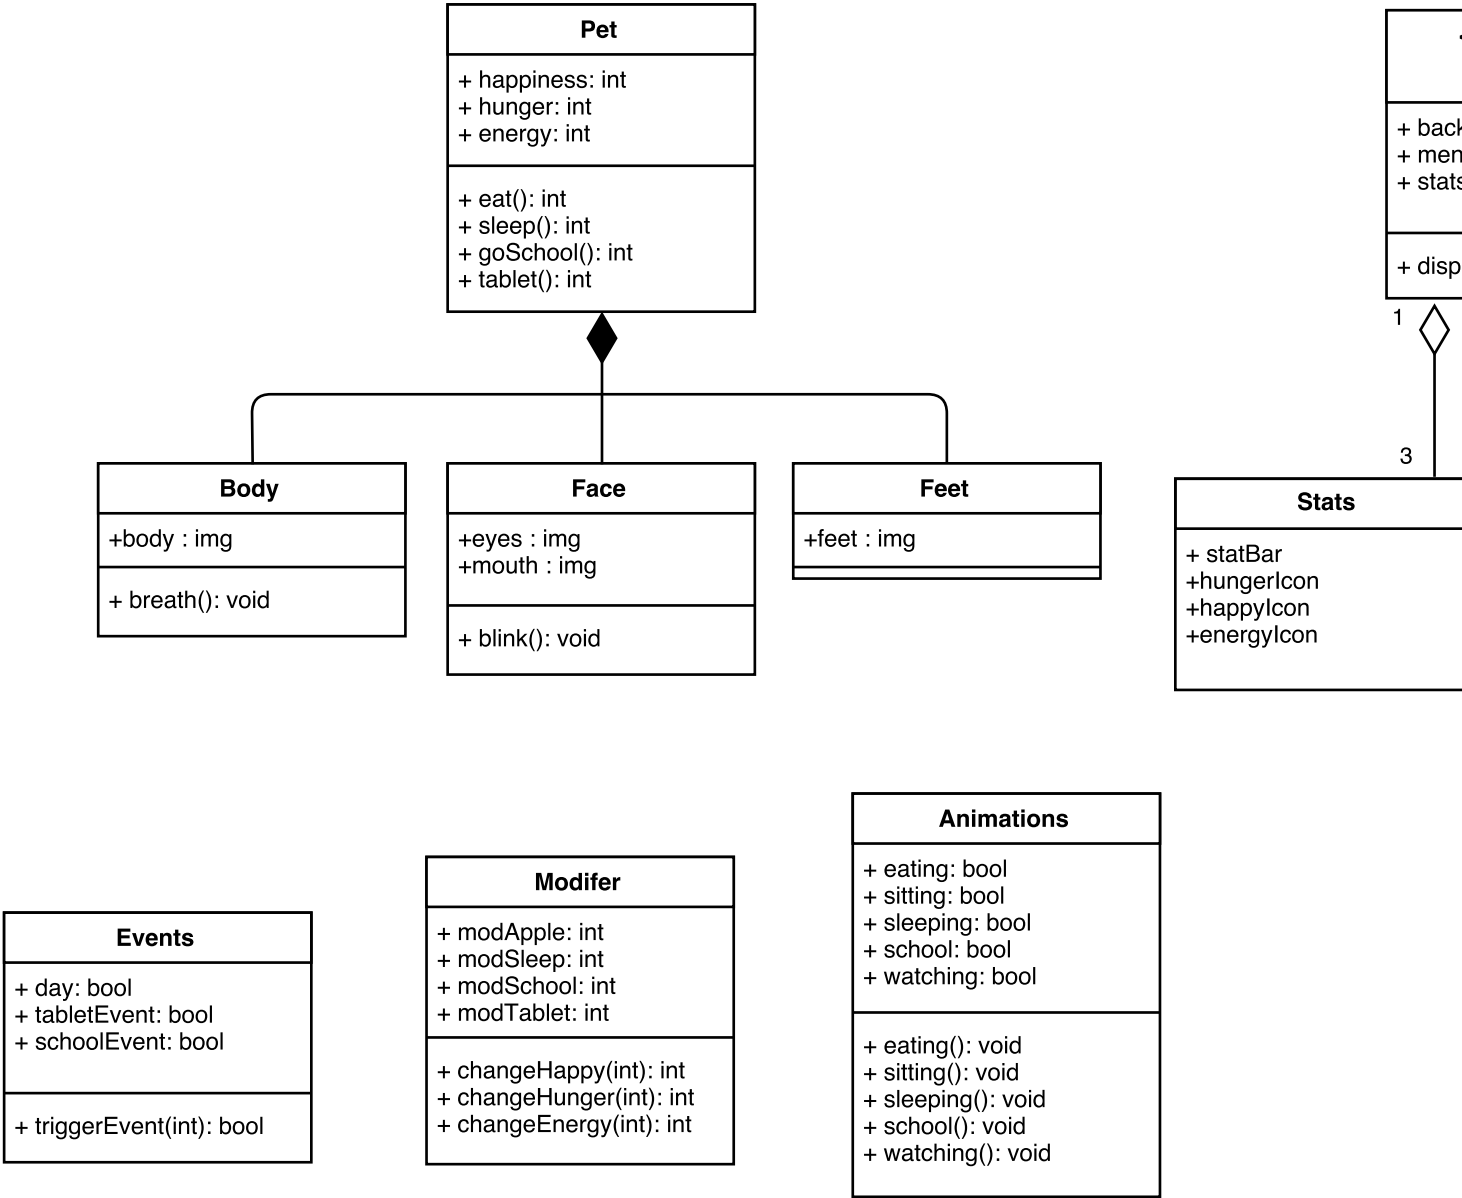 Pet
+ happiness: int
+ hunger: int
+ energy: int
+ eat(): int
+ sleep(): int
+ goSchool(): int
+ tablet(): int
+ disp
1
3
Body
+body : img
+ breath(): void
Face
+eyes : img
+mouth : img
+ blink(): void
Feet
+feet : img
Stats
+ statBar
+hungerIcon
+happyIcon
+energyIcon
Events
+ day: bool
+ tabletEvent: bool
+ schoolEvent: bool
+ triggerEvent(int): bool
Modifer
+ modApple: int
+ modSleep: int
+ modSchool: int
+ modTablet: int
+ changeHappy(int): int
+ changeHunger(int): int
+ changeEnergy(int): int
Animations
+ eating: bool
+ sitting: bool
+ sleeping: bool
+ school: bool
+ watching: bool
+ eating(): void
+ sitting(): void
+ sleeping(): void
+ school(): void
+ watching(): void